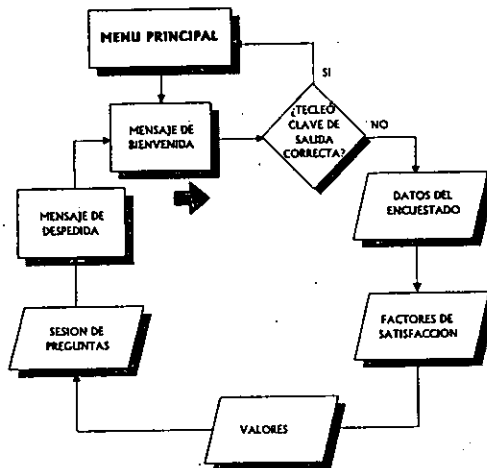 MENU PRINCIPAL
SI
MENSAJE DE
BIENVENIDA
¿TECLEÓ
CLAVE DE
SALIDA
CORRECTA?
NO
DATOS DEL
ENCUESTADO
MENSAJE DE
DESPEDIDA
FACTORES DE
SATISFACCION
SESION DE
PREGUNTAS
VALORES